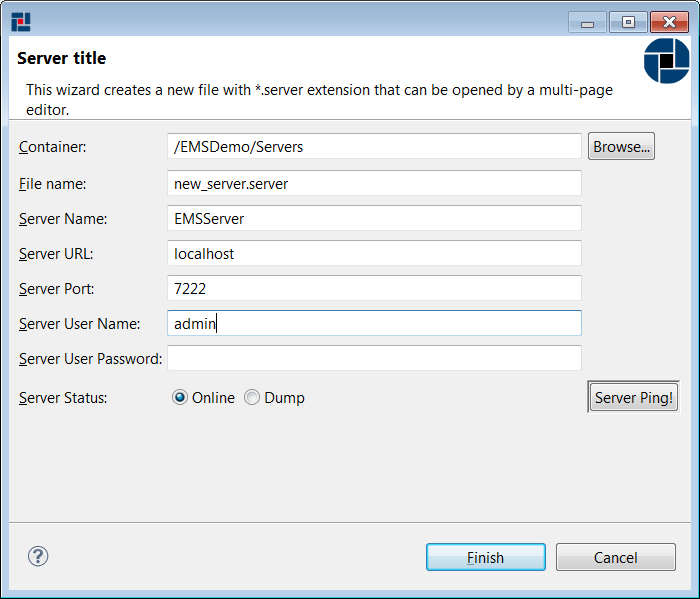 Server title
This wizard creates a new file with *.server extension that can be opened by a multi-page
editor.
Container: /EMSDemo/Servers Browse...
File name: new_server.server
Server Name: EMSServer
Server URL: localhost
Server Port: 7222
Server User Name: admin
Server User Password:
Server Status: Online Dump Server Ping!
? Finish Cancel